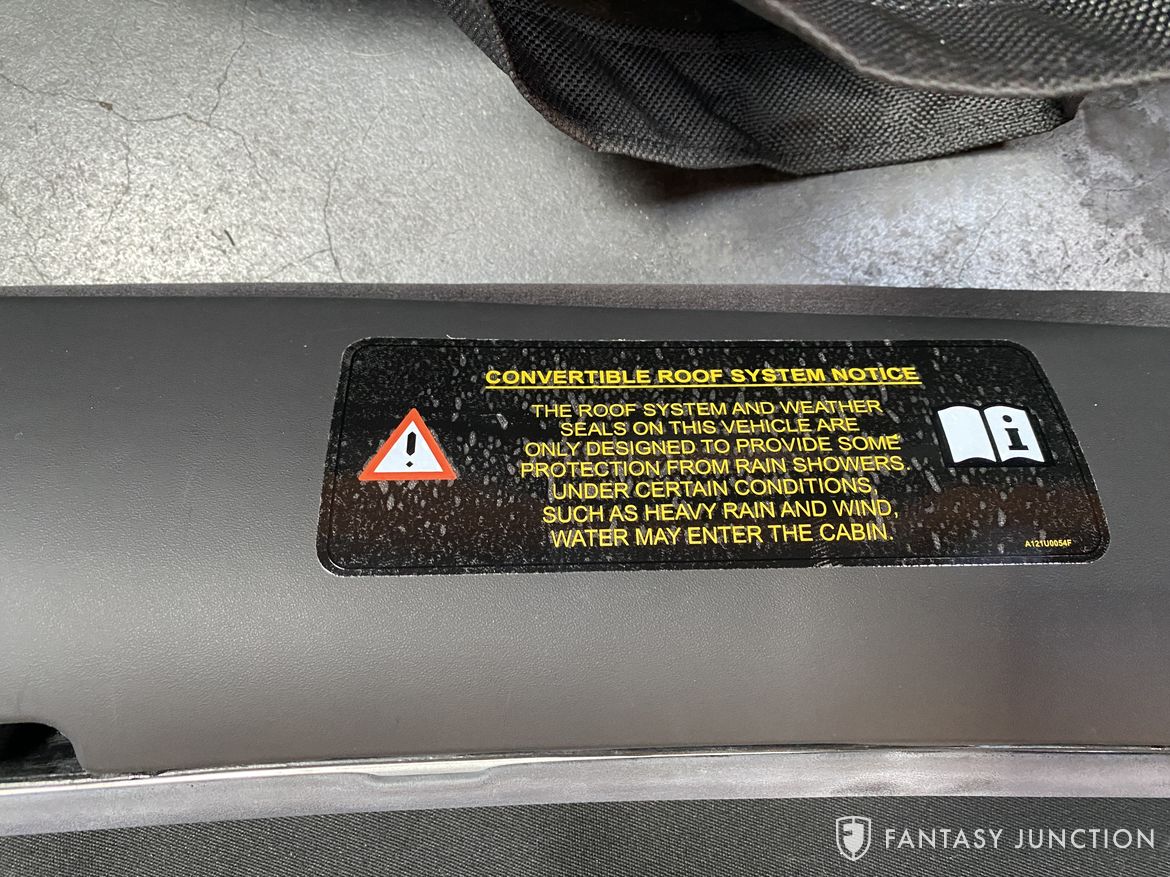 CONVERTIBLE ROOF SYSTEM NOTICE
THE ROOF SYSTEM AND WEATHER
SEALS ON THIS VEHICLE ARE
ONLY DESIGNED TO PROVIDE SOME
PROTECTION FROM RAIN SHOWERS.
UNDER CERTAIN CONDITIONS,
SUCH AS HEAVY RAIN AND WIND,
WATER MAY ENTER THE CABIN.
A121U0054F
FANTASY JUNCTION